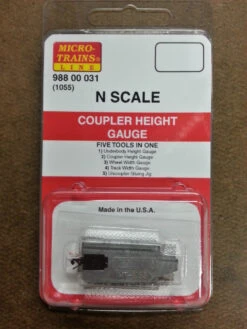 MICRO-
TRAINS®
LINE
988 00 031
(1055)
N SCALE
COUPLER HEIGHT
GAUGE
FIVE TOOLS IN ONE
1) Underbody Height Gauge
2) Coupler Height Gauge
3) Wheel Width Gauge
4) Track Width Gauge
5) Uncoupler Gluing Jig
Made in the U.S.A.